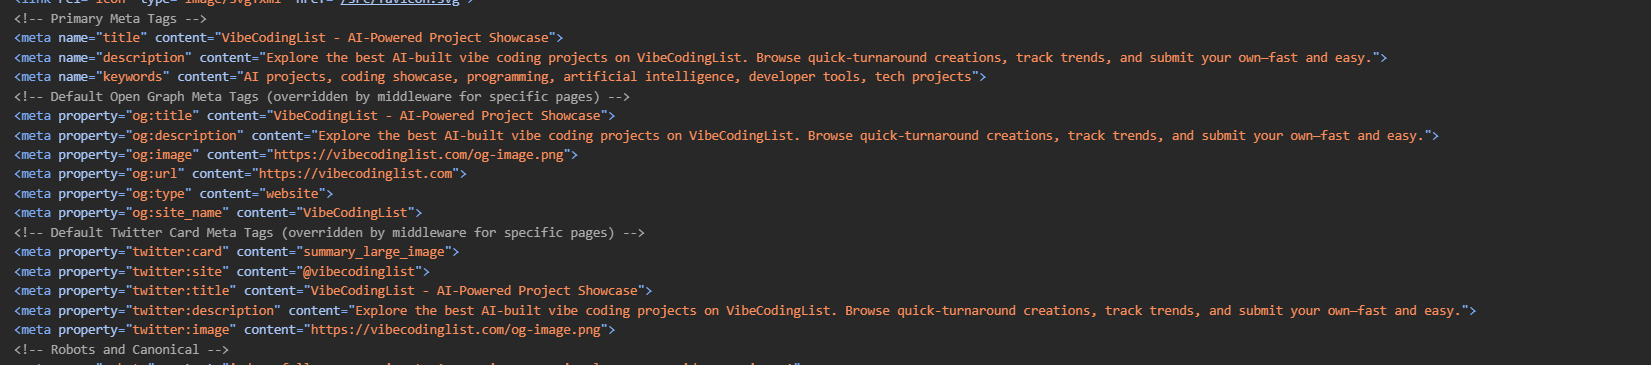 <link rel="icon" type="image/svg+xml" href="/src/favicon.svg">
<!-- Primary Meta Tags -->
<meta name="title" content="VibeCodingList - AI-Powered Project Showcase">
<meta name="description" content="Explore the best AI-built vibe coding projects on VibeCodingList. Browse quick-turnaround creations, track trends, and submit your own—fast and easy.">
<meta name="keywords" content="AI projects, coding showcase, programming, artificial intelligence, developer tools, tech projects">
<!-- Default Open Graph Meta Tags (overridden by middleware for specific pages) -->
<meta property="og:title" content="VibeCodingList - AI-Powered Project Showcase">
<meta property="og:description" content="Explore the best AI-built vibe coding projects on VibeCodingList. Browse quick-turnaround creations, track trends, and submit your own—fast and easy.">
<meta property="og:image" content="https://vibecodinglist.com/og-image.png">
<meta property="og:url" content="https://vibecodinglist.com">
<meta property="og:type" content="website">
<meta property="og:site_name" content="VibeCodingList">
<!-- Default Twitter Card Meta Tags (overridden by middleware for specific pages) -->
<meta property="twitter:card" content="summary_large_image">
<meta property="twitter:site" content="@vibecodinglist">
<meta property="twitter:title" content="VibeCodingList - AI-Powered Project Showcase">
<meta property="twitter:description" content="Explore the best AI-built vibe coding projects on VibeCodingList. Browse quick-turnaround creations, track trends, and submit your own—fast and easy.">
<meta property="twitter:image" content="https://vibecodinglist.com/og-image.png">
<!-- Robots and Canonical -->